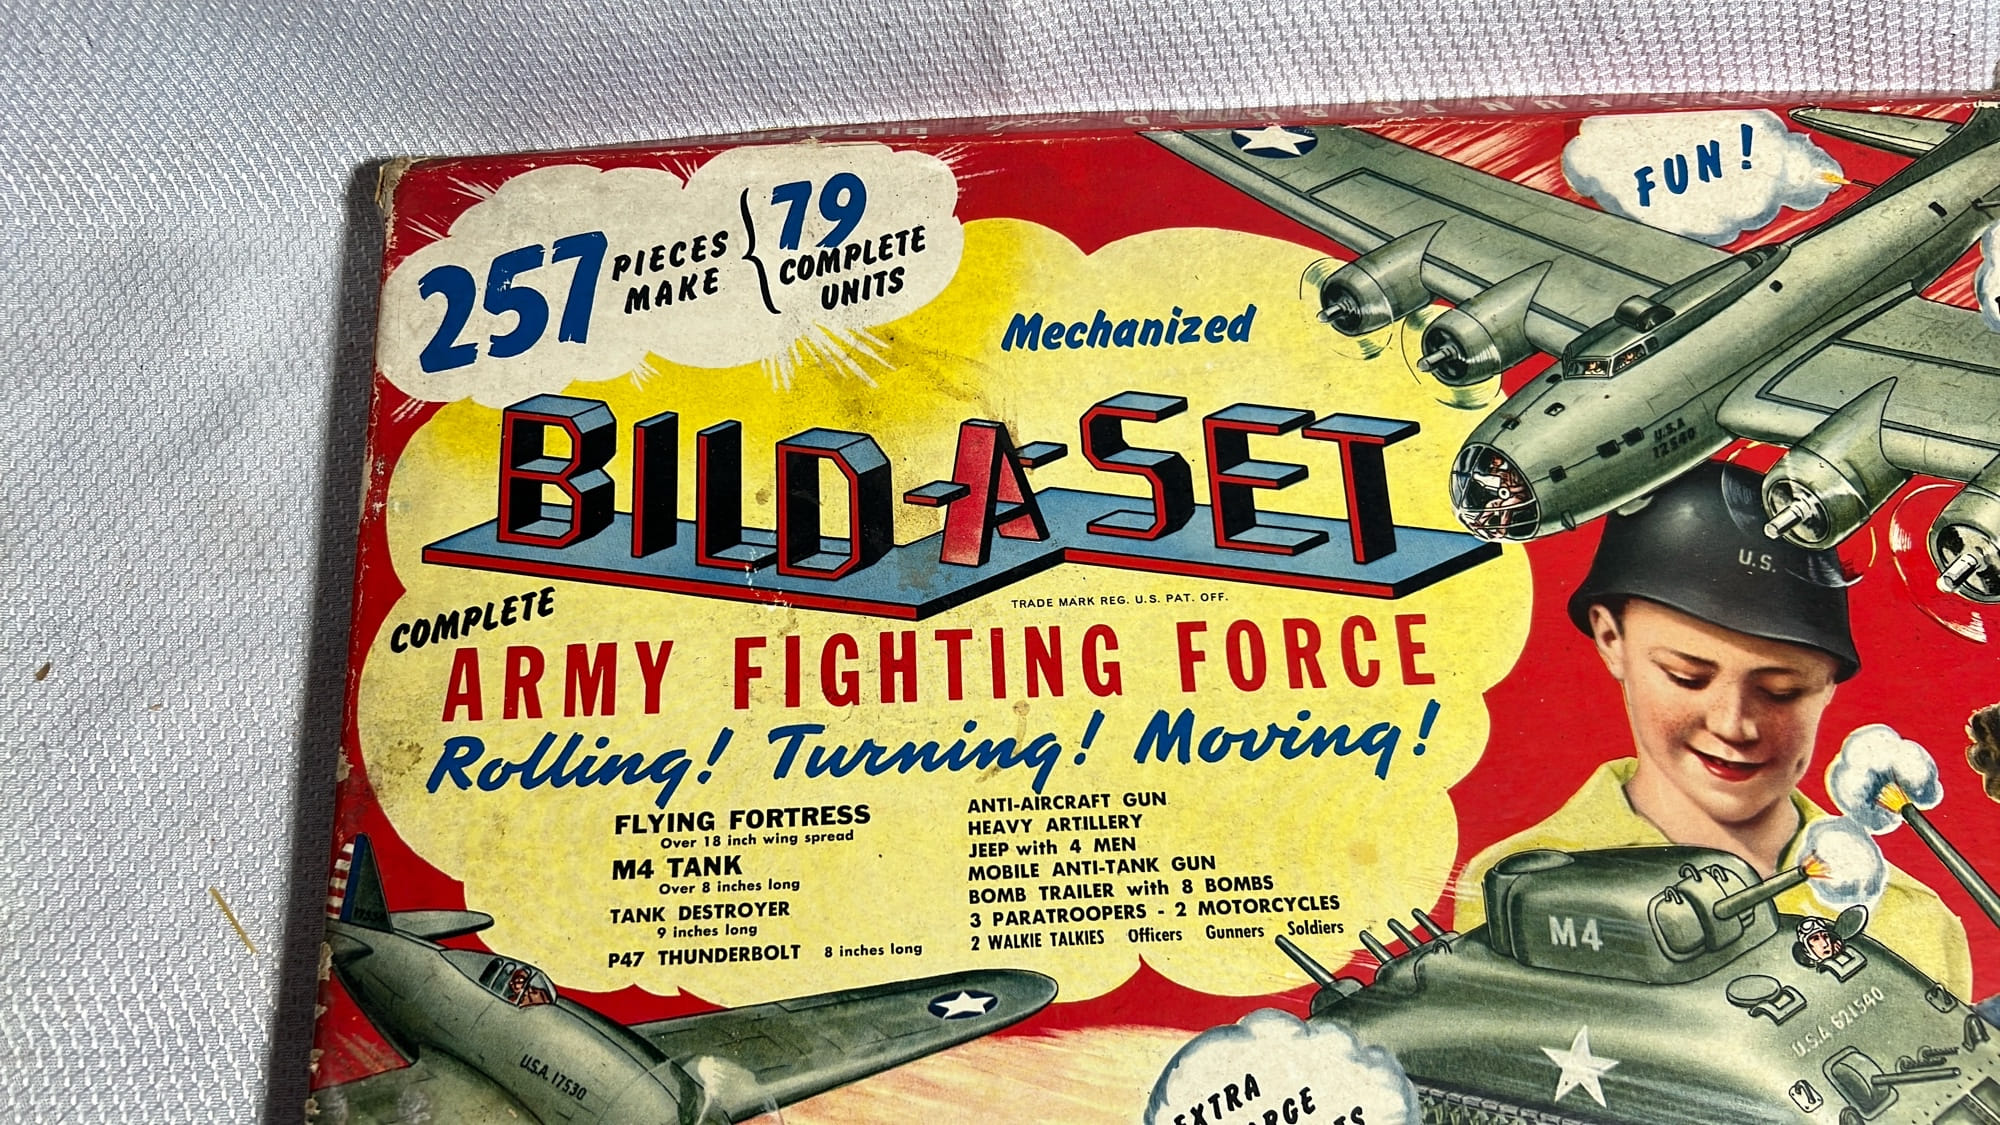 257 PIECES MAKE 79 COMPLETE UNITS
FUN!
Mechanized
BILD-A-SET
TRADE MARK REG. U.S. PAT. OFF.
COMPLETE
ARMY FIGHTING FORCE
Rolling! Turning! Moving!
FLYING FORTRESS
Over 18 inch wing spread
M4 TANK
Over 8 inches long
TANK DESTROYER
9 inches long
P47 THUNDERBOLT 8 inches long
ANTI-AIRCRAFT GUN
HEAVY ARTILLERY
JEEP with 4 MEN
MOBILE ANTI-TANK GUN
BOMB TRAILER with 8 BOMBS
3 PARATROOPERS - 2 MOTORCYCLES
2 WALKIE TALKIES Officers Gunners Soldiers
U.S.A
12540
U.S.
M4
U.S.A 621540
U.S.A. 17530
EXTRA